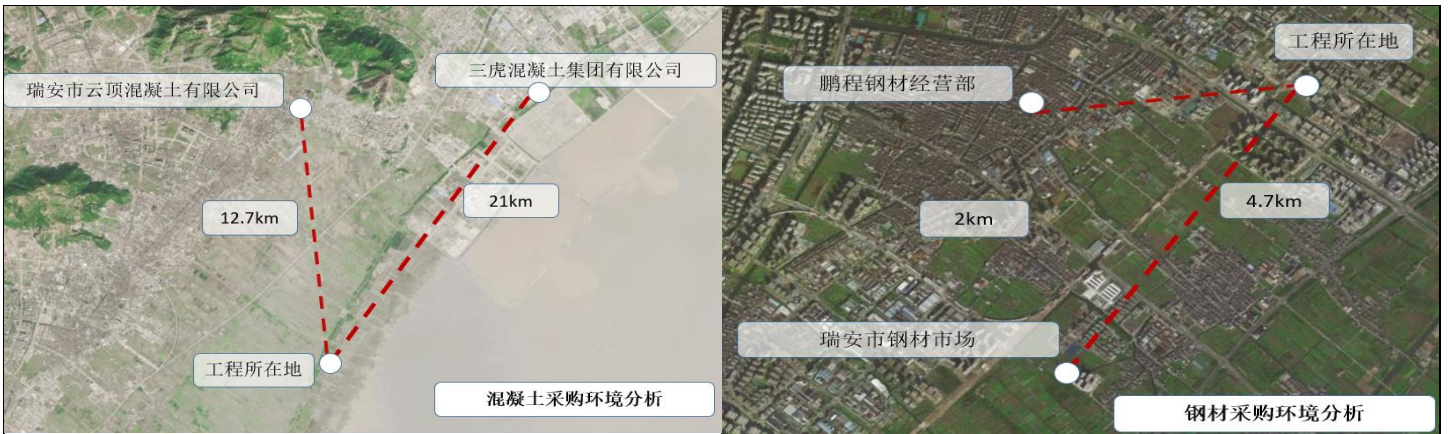 瑞安市云顶混凝土有限公司
三虎混凝土集团有限公司
12.7km
21km
工程所在地
混凝土采购环境分析
工程所在地
鹏程钢材经营部
2km
4.7km
瑞安市钢材市场
钢材采购环境分析